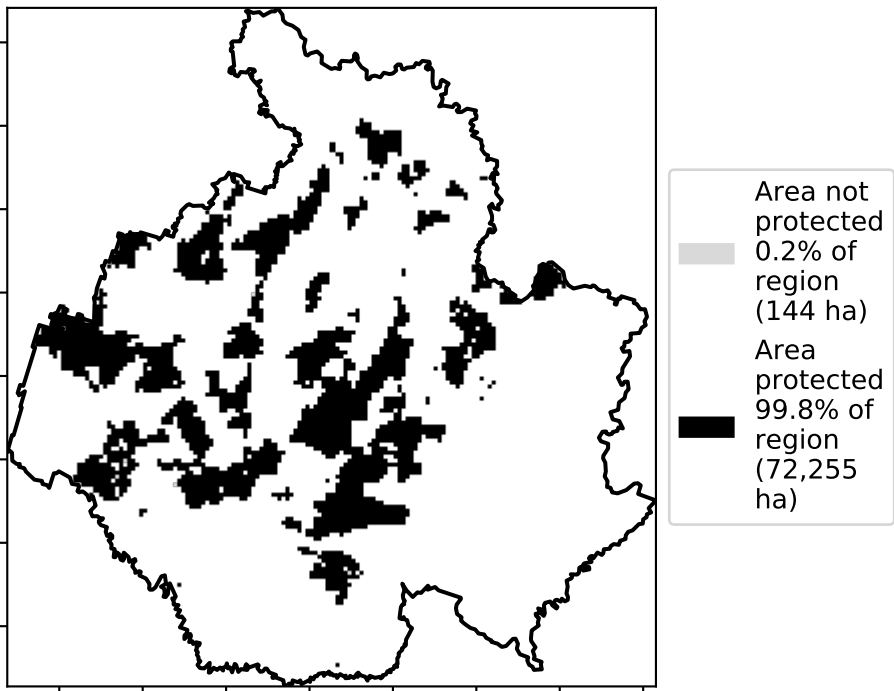 Area not
protected
0.2% of
region
(144 ha)
Area
protected
99.8% of
region
(72,255
ha)